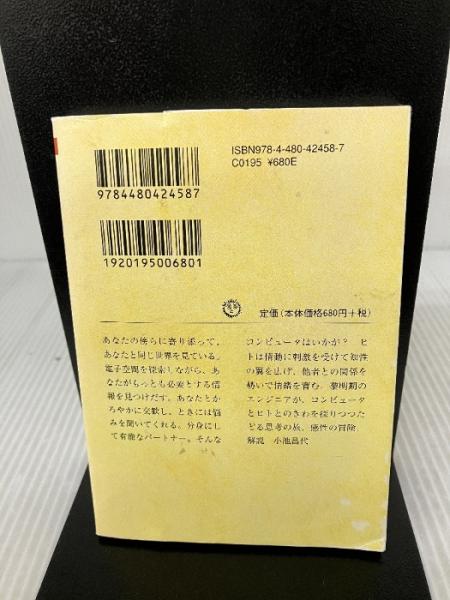 ISBN978-4-480-42458-7
C0195 ¥680E
9784480424587
1920195006801
定価(本体価格680円+税)
あなたの傍らに寄り添って、
あなたと同じ世界を見ている。
電子空間を探索しながら、あ
なたがもっとも必要とする情
報を見つけだす。あなたとか
ろやかに交歓し、ときには悩
みを聞いてくれる。分身にし
て有能なパートナー。そんな
コンピュータはいかが? ヒ
トは情動に刺激を受けて知性
の翼を広げ、他者との関係を
紡いで情緒を育む。黎明期の
エンジニアが、コンピュータ
とヒトとのきわを探りつつた
どる思考の旅、感性の冒険
解説 小池昌代